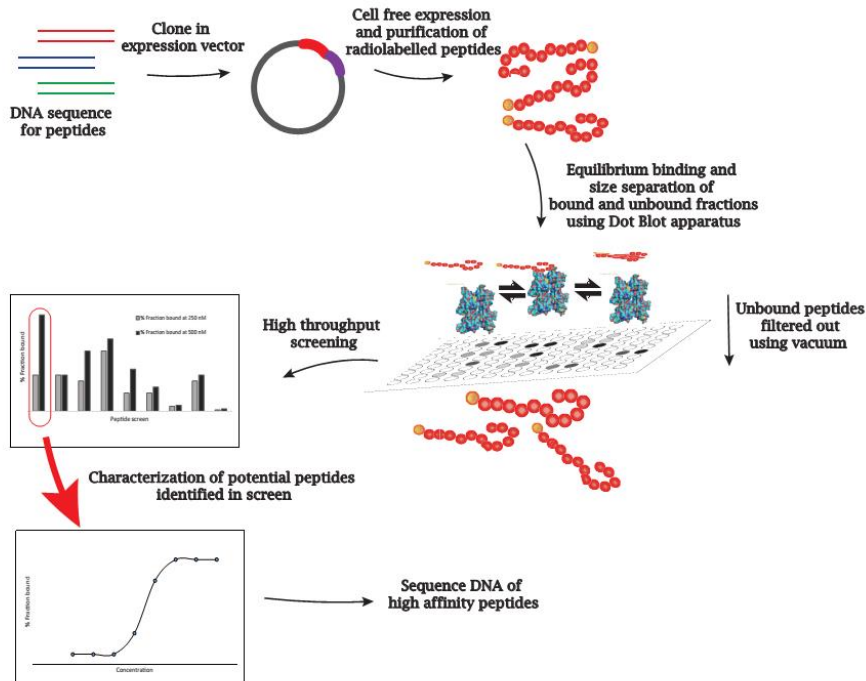 Clone in
expression vector
Cell free expression
and purification of
radiolabelled peptides
DNA sequence
for peptides
Equilibrium binding and
size separation of
bound and unbound fractions
using Dot Blot apparatus
Unbound peptides
filtered out
using vacuum
High throughput
screening
% Fraction bound at 250 nM
% Fraction bound at 500 nM
% Fraction bound
Peptide screen
Characterization of potential peptides
identified in screen
% Fraction bound
Concentration
Sequence DNA of
high affinity peptides